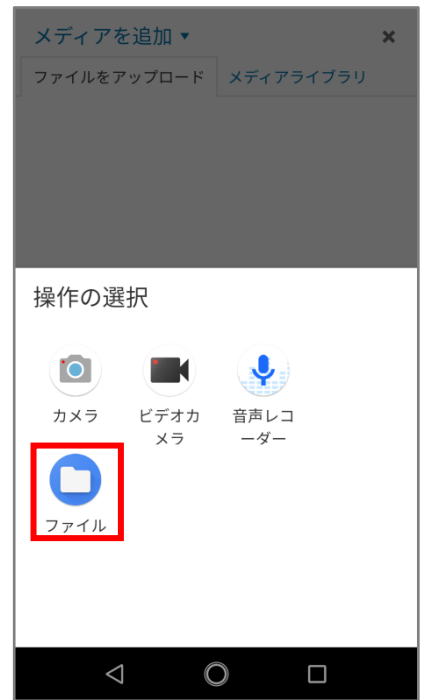 メディアを追加
ファイルをアップロード メディアライブラリ
操作の選択
カメラ
ビデオカ
メラ
音声レコ
ーダー
ファイル